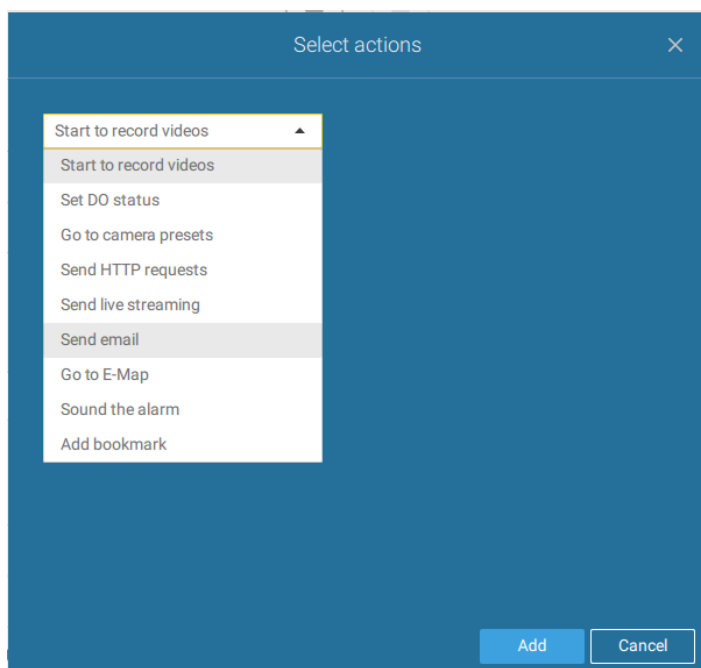 Select actions
Start to record videos
Start to record videos
Set DO status
Go to camera presets
Send HTTP requests
Send live streaming
Send email
Go to E-Map
Sound the alarm
Add bookmark
Add
Cancel